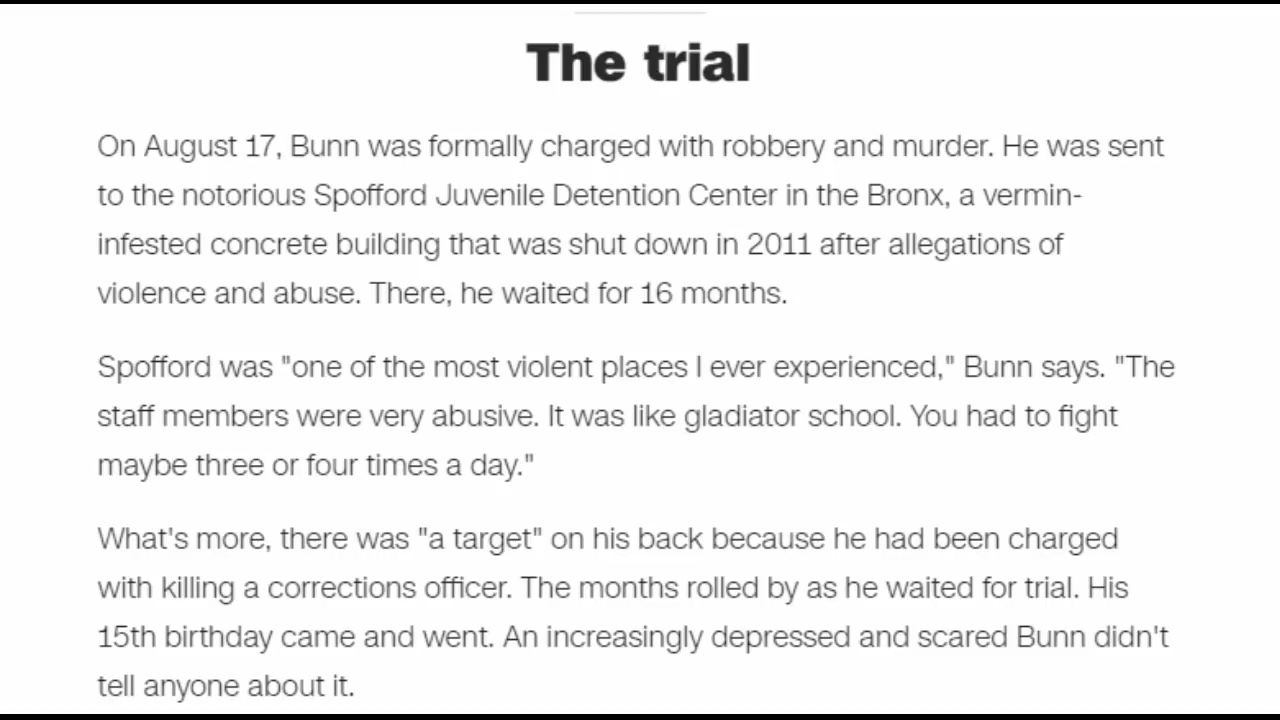 The trial
On August 17, Bunn was formally charged with robbery and murder. He was sent
to the notorious Spofford Juvenile Detention Center in the Bronx, a vermin-
infested concrete building that was shut down in 2011 after allegations of
violence and abuse. There, he waited for 16 months.
Spofford was "one of the most violent places I ever experienced," Bunn says. "The
staff members were very abusive. It was like gladiator school. You had to fight
maybe three or four times a day."
What's more, there was "a target" on his back because he had been charged
with killing a corrections officer. The months rolled by as he waited for trial. His
15th birthday came and went. An increasingly depressed and scared Bunn didn't
tell anyone about it.